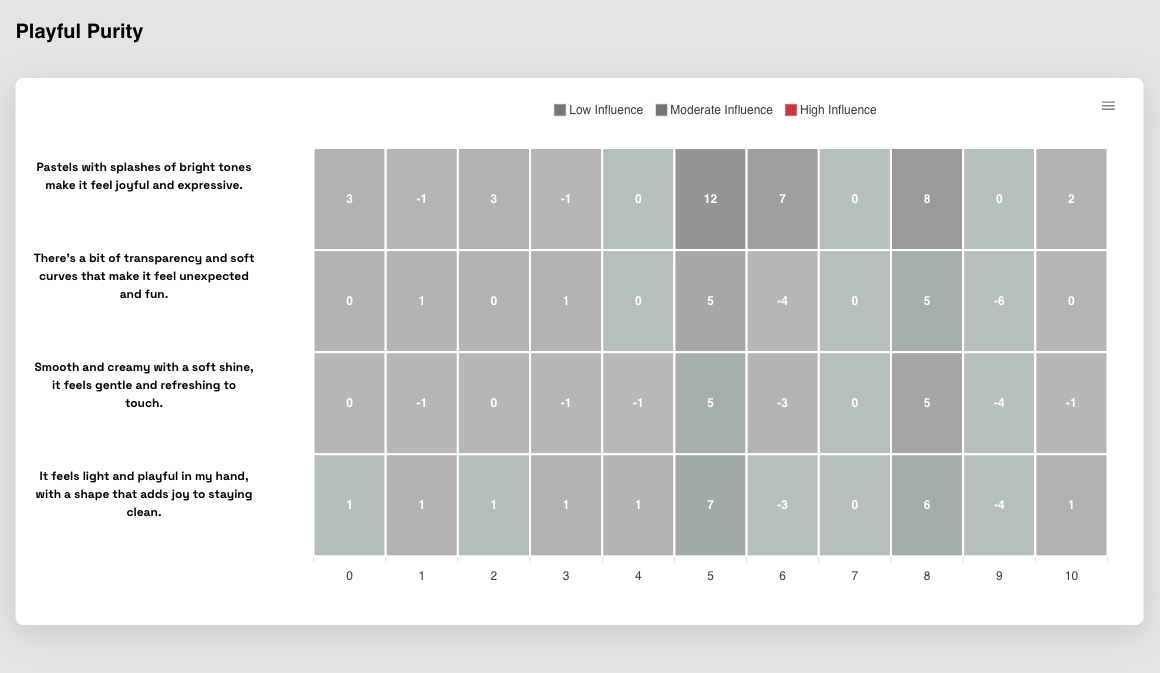 Playful Purity
Low Influence Moderate Influence High Influence
Pastels with splashes of bright tones
make it feel joyful and expressive.
3 -1 3 -1 0 12 7 0 8 0 2
There's a bit of transparency and soft
curves that make it feel unexpected
and fun.
0 1 0 1 0 5 -4 0 5 -6 0
Smooth and creamy with a soft shine,
it feels gentle and refreshing to
touch.
0 -1 0 -1 -1 5 -3 0 5 -4 -1
It feels light and playful in my hand,
with a shape that adds joy to staying
clean.
1 1 1 1 1 7 -3 0 6 -4 1
0 1 2 3 4 5 6 7 8 9 10